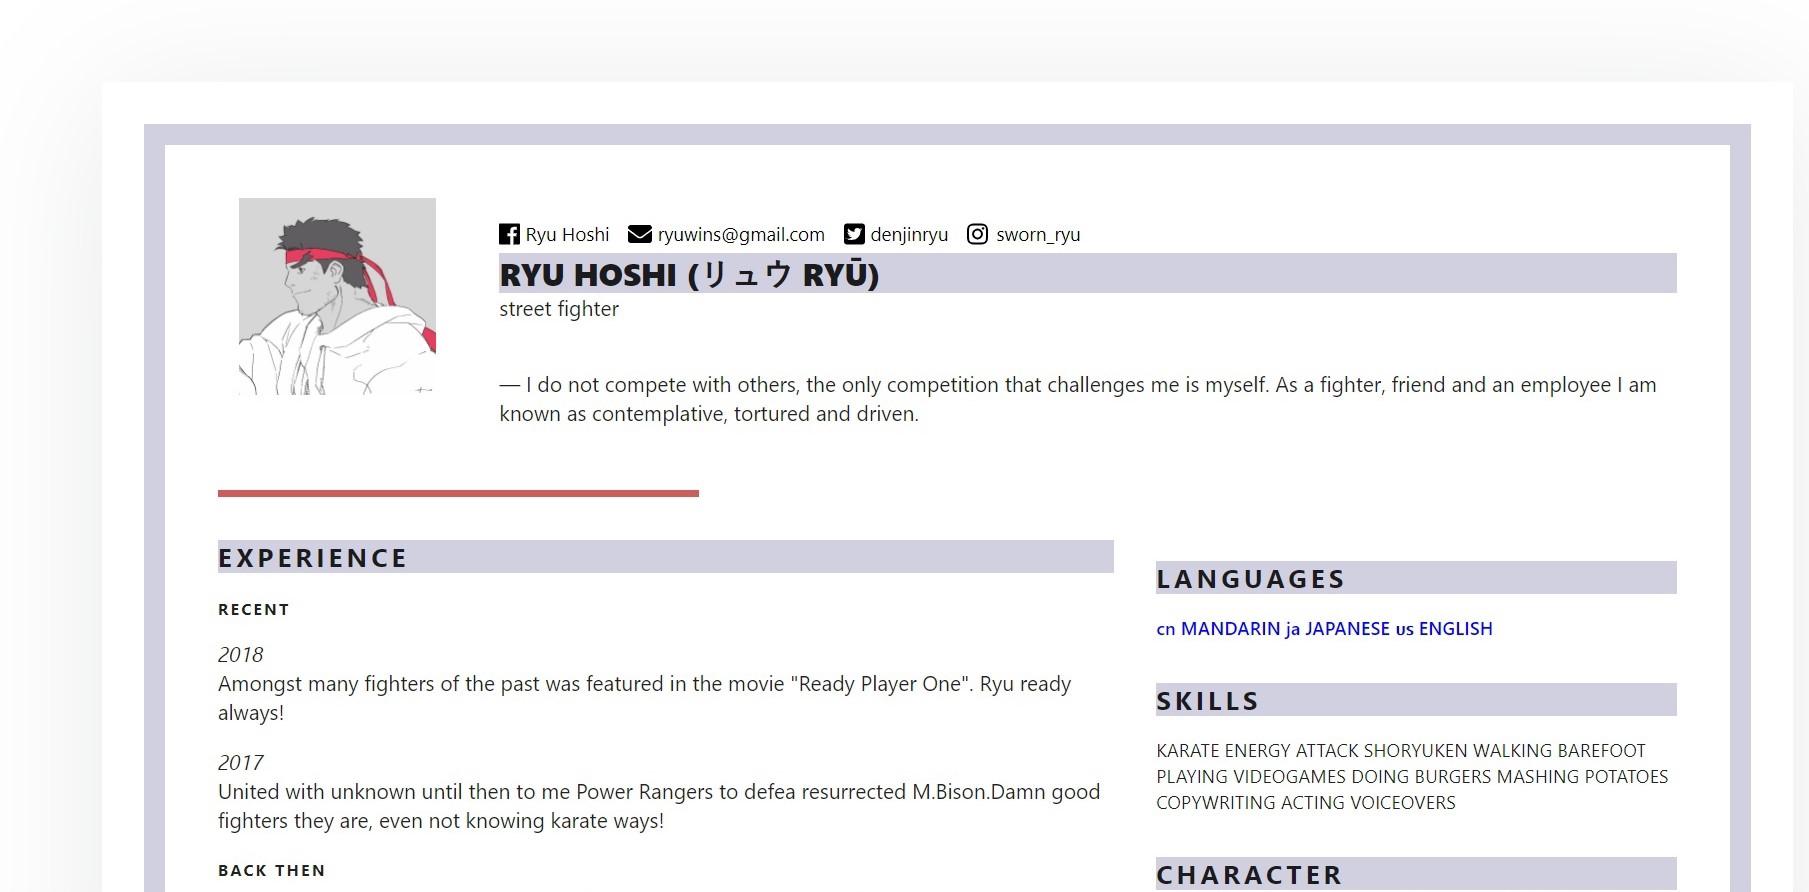 Ryu Hoshi ryuwins@gmail.com denjinryu sworn_ryu
RYU HOSHI (リュウ RYŪ)
street fighter
— I do not compete with others, the only competition that challenges me is myself. As a fighter, friend and an employee I am
known as contemplative, tortured and driven.
EXPERIENCE
RECENT
2018
Amongst many fighters of the past was featured in the movie "Ready Player One". Ryu ready
always!
2017
United with unknown until then to me Power Rangers to defea resurrected M.Bison.Damn good
fighters they are, even not knowing karate ways!
BACK THEN
LANGUAGES
cn MANDARIN ja JAPANESE us ENGLISH
SKILLS
KARATE ENERGY ATTACK SHORYUKEN WALKING BAREFOOT
PLAYING VIDEOGAMES DOING BURGERS MASHING POTATOES
COPYWRITING ACTING VOICEOVERS
CHARACTER